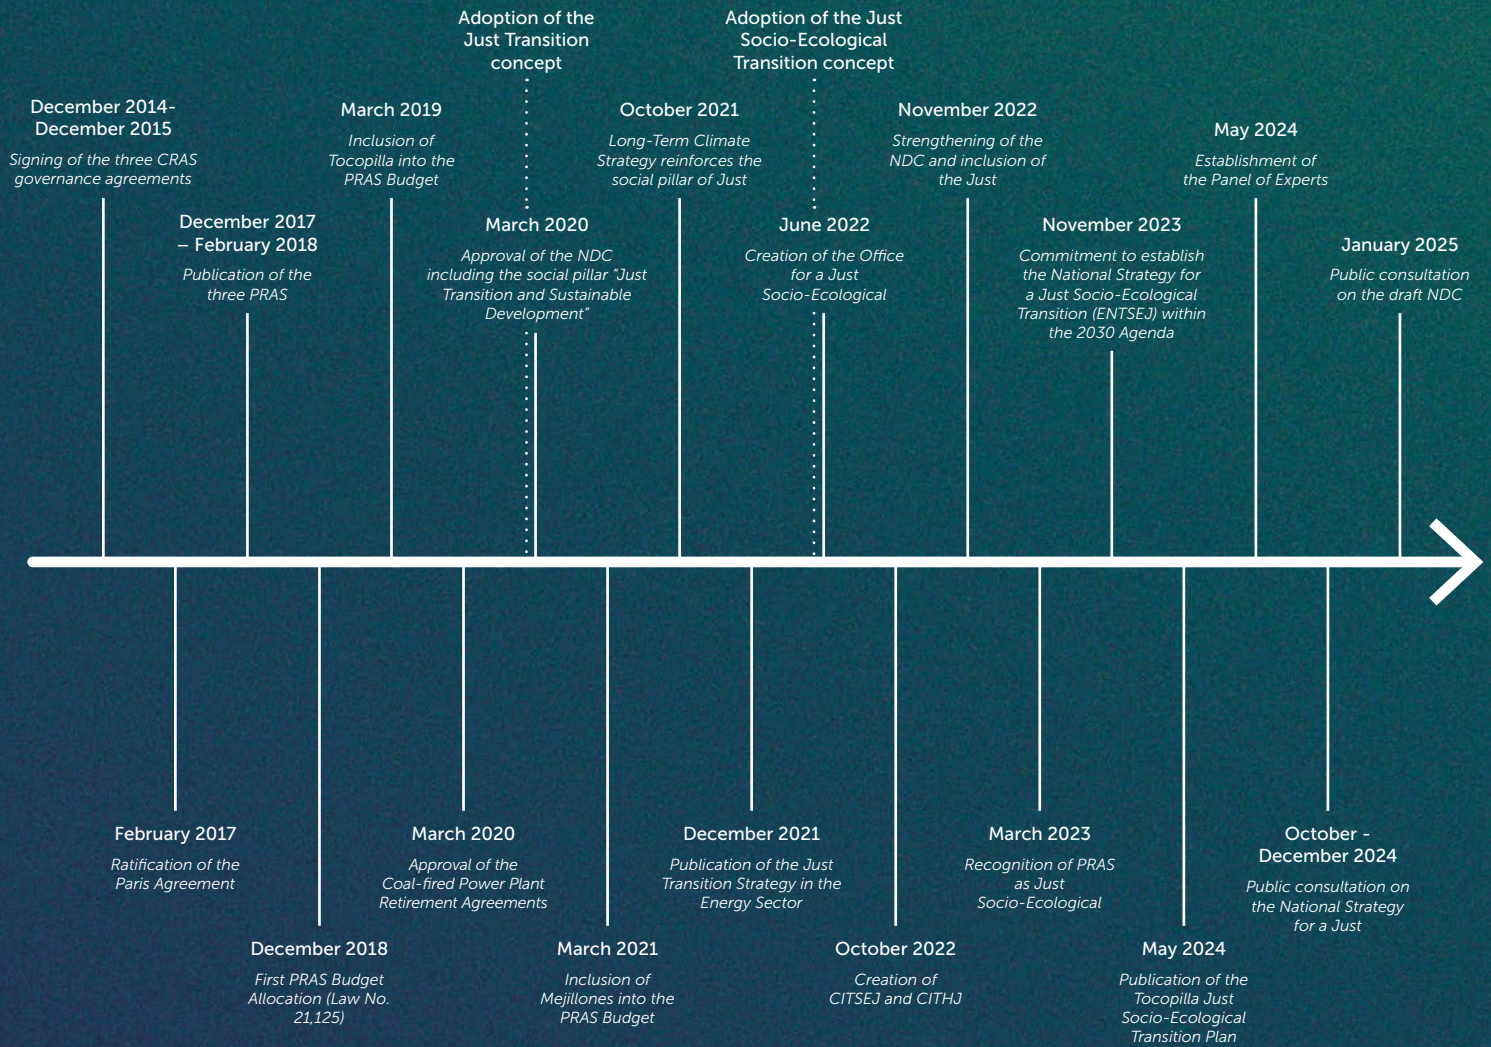 Adoption of the
Just Transition
concept
Adoption of the Just
Socio-Ecological
Transition concept
December 2014-
December 2015
Signing of the three CRAS
governance agreements
December 2017
– February 2018
Publication of the
three PRAS
March 2019
Inclusion of
Tocopilla into the
PRAS Budget
March 2020
Approval of the NDC
including the social pillar "Just
Transition and Sustainable
Development"
October 2021
Long-Term Climate
Strategy reinforces the
social pillar of Just
June 2022
Creation of the Office
for a Just
Socio-Ecological
November 2022
Strengthening of the
NDC and inclusion of
the Just
November 2023
Commitment to establish
the National Strategy for
a Just Socio-Ecological
Transition (ENTSEJ) within
the 2030 Agenda
May 2024
Establishment of
the Panel of Experts
January 2025
Public consultation
on the draft NDC
February 2017
Ratification of the
Paris Agreement
December 2018
First PRAS Budget
Allocation (Law No.
21,125)
March 2020
Approval of the
Coal-fired Power Plant
Retirement Agreements
March 2021
Inclusion of
Mejillones into the
PRAS Budget
December 2021
Publication of the Just
Transition Strategy in the
Energy Sector
October 2022
Creation of
CITSEJ and CITHJ
March 2023
Recognition of PRAS
as Just
Socio-Ecological
May 2024
Publication of the
Tocopilla Just
Socio-Ecological
Transition Plan
October -
December 2024
Public consultation on
the National Strategy
for a Just